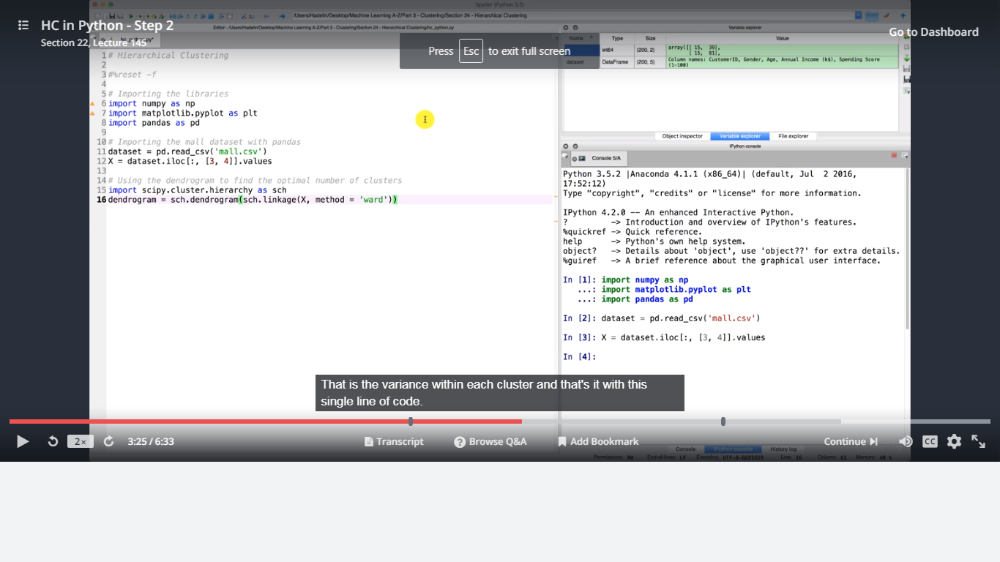 Spyder (Python 3.5)
/Users/Hadelin/Desktop/Machine Learning A-Z/Part 3 - Clustering/Section 24 - Hierarchical Clustering
HC in Python - Step 2
Section 22, Lecture 145
Go to Dashboard
Editor - /Users/Hadelin/Desktop/Machine Learning A-Z/Part 3 - Clustering/Section 24 - Hierarchical Clustering/hc_python.py
Variable explorer
hc_python.py*
Press Esc to exit full screen
Name Type Size Value
int64 (200, 2) array([[ 15, 39],
[ 15, 81],
dataset DataFrame (200, 5) Column names: CustomerID, Gender, Age, Annual Income (k$), Spending Score
(1-100)
1 # Hierarchical Clustering
2
3 #%reset -f
4
5 # Importing the libraries
6 import numpy as np
7 import matplotlib.pyplot as plt
8 import pandas as pd
9
10 # Importing the mall dataset with pandas
11 dataset = pd.read_csv('mall.csv')
12 X = dataset.iloc[:, [3, 4]].values
13
14 # Using the dendrogram to find the optimal number of clusters
15 import scipy.cluster.hierarchy as sch
16 dendrogram = sch.dendrogram(sch.linkage(X, method = 'ward'))
Object inspector Variable explorer File explorer
IPython console
Console 5/A
Python 3.5.2 |Anaconda 4.1.1 (x86_64)| (default, Jul  2 2016,
17:52:12)
Type "copyright", "credits" or "license" for more information.
IPython 4.2.0 -- An enhanced Interactive Python.
? -> Introduction and overview of IPython's features.
%quickref -> Quick reference.
help -> Python's own help system.
object? -> Details about 'object', use 'object??' for extra details.
%guiref -> A brief reference about the graphical user interface.
In [1]: import numpy as np
...: import matplotlib.pyplot as plt
...: import pandas as pd
In [2]: dataset = pd.read_csv('mall.csv')
In [3]: X = dataset.iloc[:, [3, 4]].values
In [4]:
That is the variance within each cluster and that's it with this
single line of code.
2× 3:25 / 6:33 Transcript Browse Q&A Add Bookmark Continue CC
Console IPython console History log
Permissions: RW End-of-lines: LF Encoding: UTF-8-GUESSED Line: 16 Column: 61 Memory: 40 %